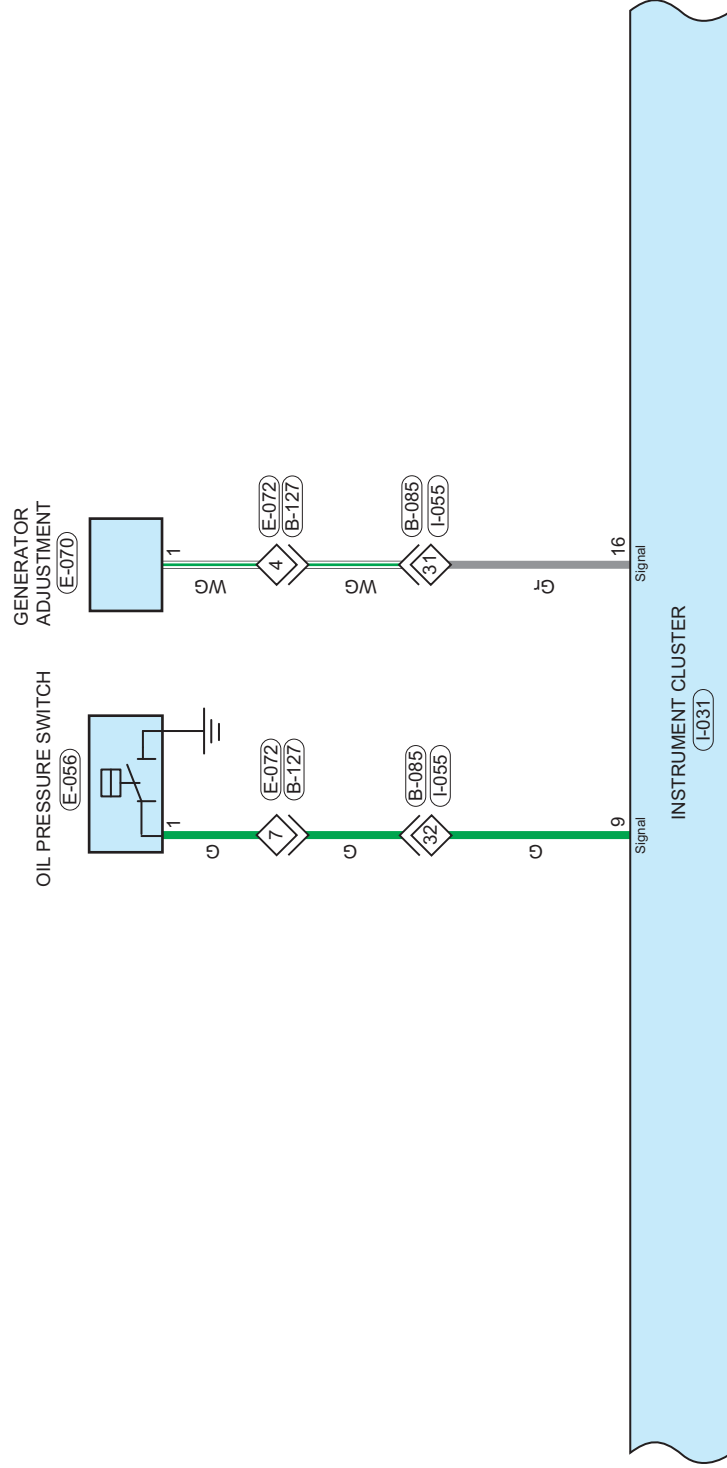 GENERATOR
ADJUSTMENT
E-070
1
WG
4
E-072
B-127
WG
31
B-085
I-055
Gr
16
Signal
OIL PRESSURE SWITCH
E-056
1
G
7
E-072
B-127
G
32
B-085
I-055
G
9
Signal
INSTRUMENT CLUSTER
I-031